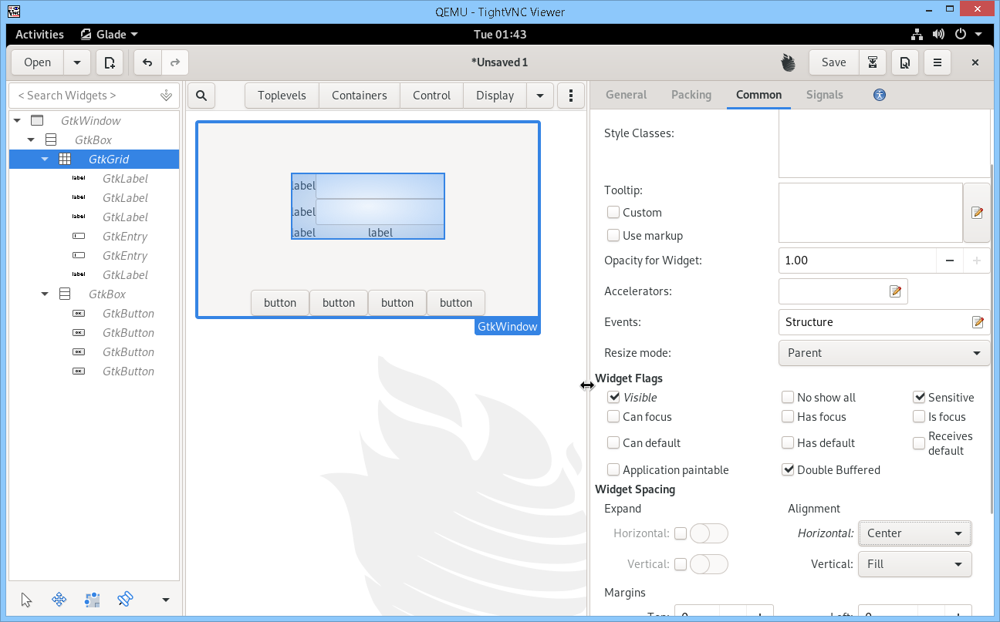 QEMU - TightVNC Viewer
Activities Glade Tue 01:43
Open *Unsaved 1 Save
< Search Widgets > Toplevels Containers Control Display General Packing Common Signals
GtkWindow
GtkBox
GtkGrid
GtkLabel
GtkLabel
GtkLabel
GtkEntry
GtkEntry
GtkLabel
GtkBox
GtkButton
GtkButton
GtkButton
GtkButton
label
label
label label
button button button button
GtkWindow
Style Classes:
Tooltip:
Custom
Use markup
Opacity for Widget: 1.00
Accelerators:
Events: Structure
Resize mode: Parent
Widget Flags
Visible No show all Sensitive
Can focus Has focus Is focus
Can default Has default Receives
default
Application paintable Double Buffered
Widget Spacing
Expand Alignment
Horizontal: Horizontal: Center
Vertical: Vertical: Fill
Margins
Top: 0 Left: 0